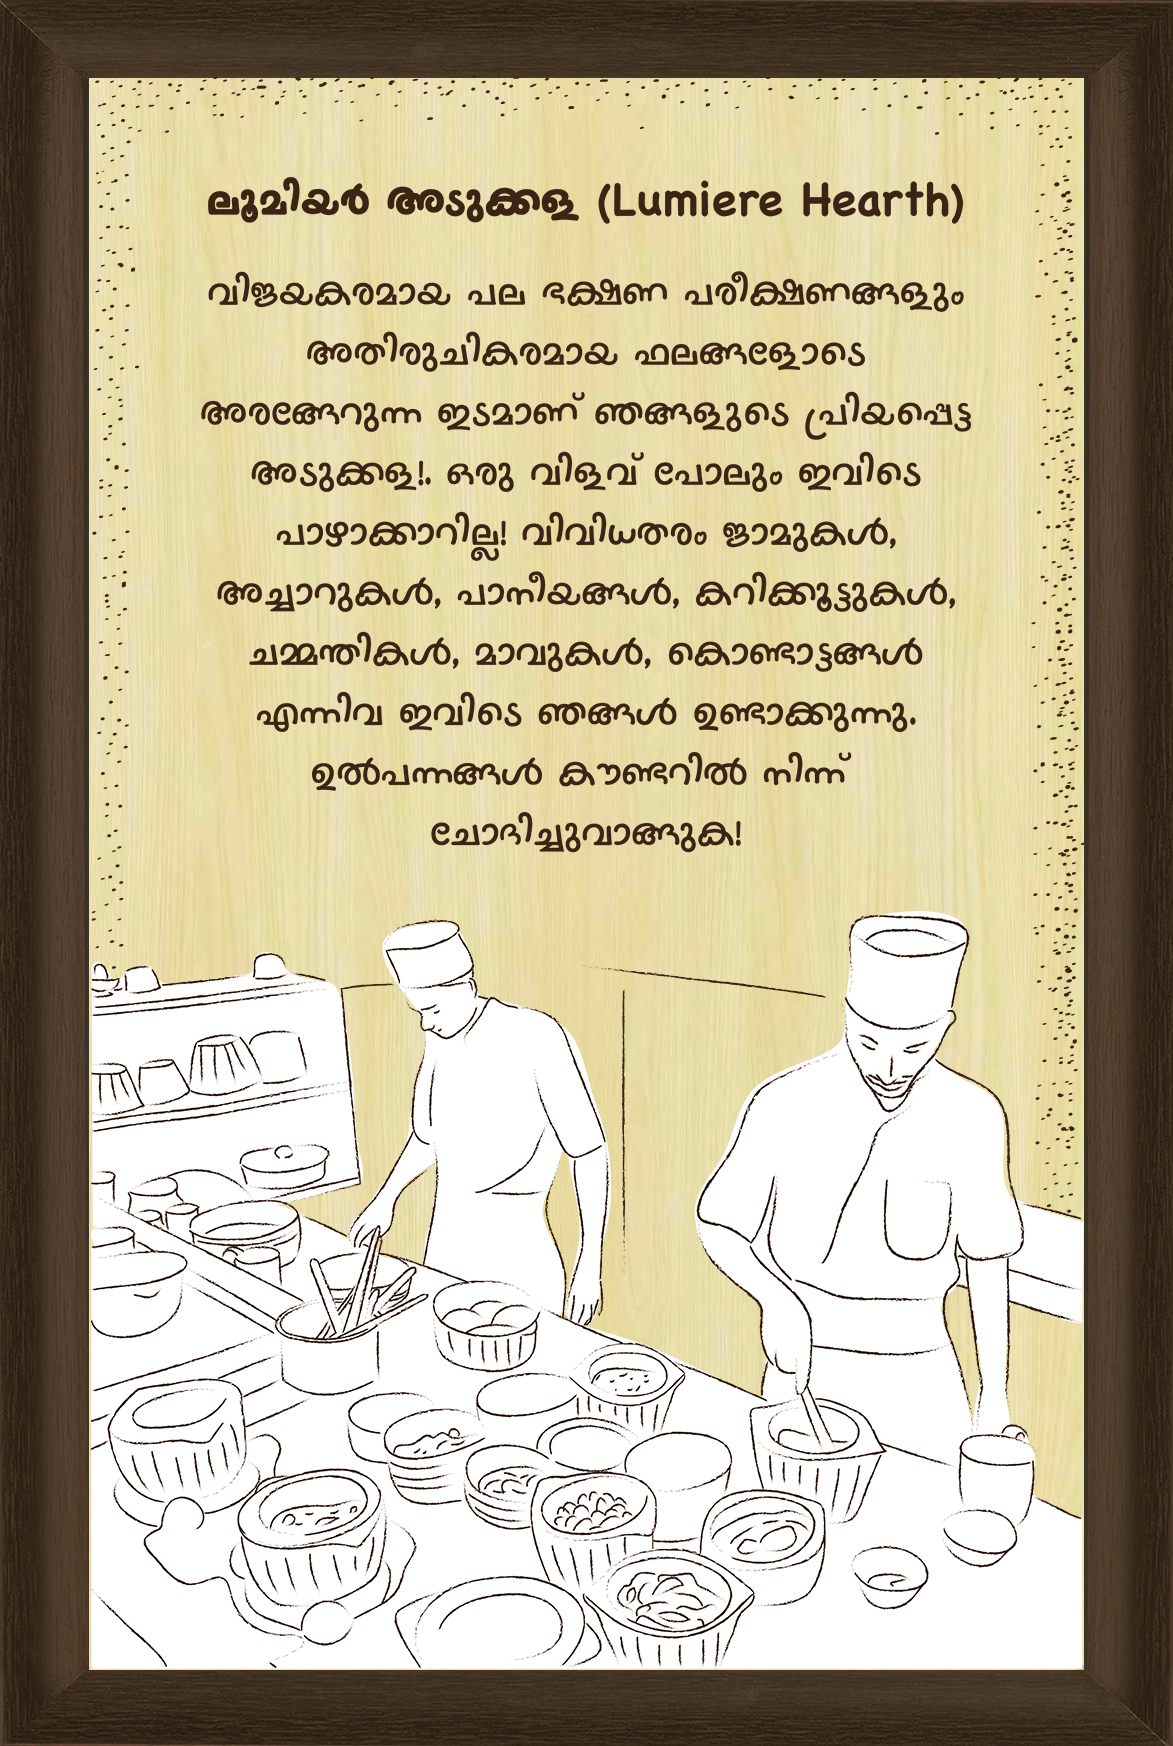 ലൂമിയർ അടുക്കള (Lumiere Hearth)
വിജയകരമായ പല ഭക്ഷണ പരീക്ഷണങ്ങളും
അതിരുചികരമായ ഫലങ്ങളോടെ
അരങ്ങേറുന്ന ഇടമാണ് ഞങ്ങളുടെ പ്രിയപ്പെട്ട
അടുക്കള!. ഒരു വിളവ് പോലും ഇവിടെ
പാഴാക്കാറില്ല! വിവിധതരം ജാമുകൾ,
അച്ചാറുകൾ, പാനീയങ്ങൾ, കറിക്കൂട്ടുകൾ,
ചമ്മന്തികൾ, മാവുകൾ, കൊണ്ടാട്ടങ്ങൾ
എന്നിവ ഇവിടെ ഞങ്ങൾ ഉണ്ടാക്കുന്നു.
ഉൽപന്നങ്ങൾ കൗണ്ടറിൽ നിന്ന്
ചോദിച്ചുവാങ്ങുക!